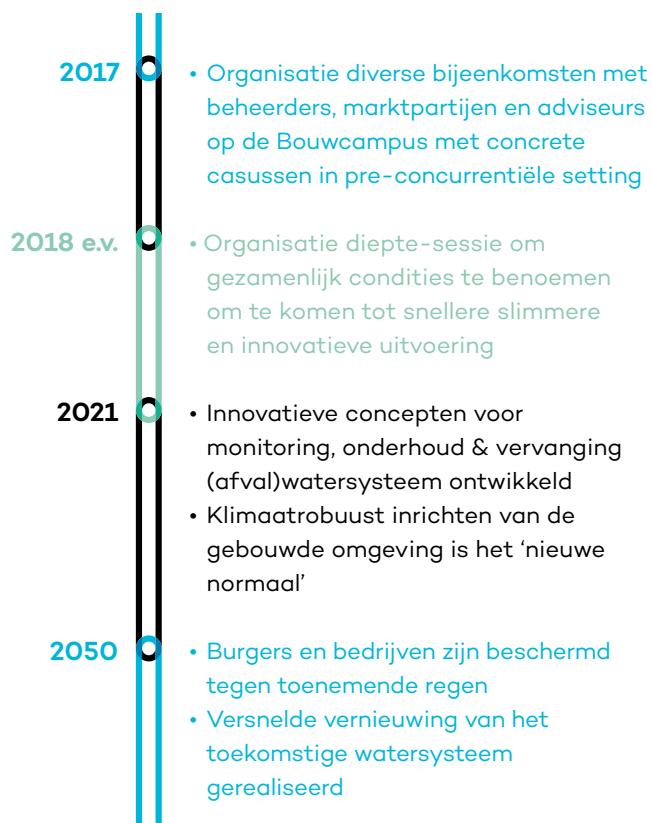 2017
• Organisatie diverse bijeenkomsten met
beheerders, marktpartijen en adviseurs
op de Bouwcampus met concrete
casussen in pre-concurrentiële setting
2018 e.v.
• Organisatie diepte-sessie om
gezamenlijk condities te benoemen
om te komen tot snellere slimmere
en innovatieve uitvoering
2021
• Innovatieve concepten voor
monitoring, onderhoud & vervanging
(afval)watersysteem ontwikkeld
• Klimaatrobuust inrichten van de
gebouwde omgeving is het ‘nieuwe
normaal’
2050
• Burgers en bedrijven zijn beschermd
tegen toenemende regen
• Versnelde vernieuwing van het
toekomstige watersysteem
gerealiseerd